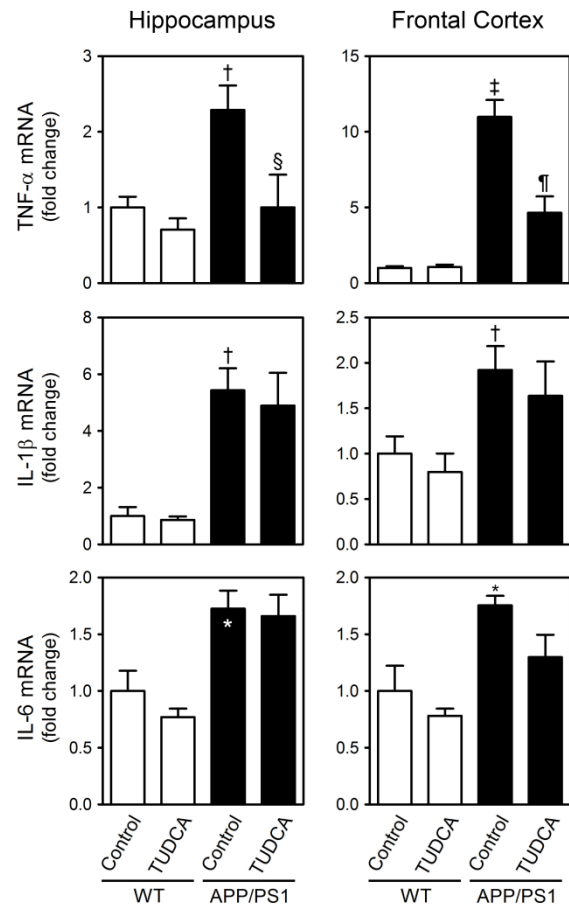 Hippocampus
Frontal Cortex
TNF-α mRNA
(fold change)
3
2
1
0
†
§
15
10
5
0
‡
¶
IL-1β mRNA
(fold change)
8
6
4
2
0
†
2.5
2.0
1.5
1.0
0.5
0.0
†
IL-6 mRNA
(fold change)
2.0
1.5
1.0
0.5
0.0
*
2.0
1.5
1.0
0.5
0.0
*
Control
TUDCA
Control
TUDCA
WT
APP/PS1
Control
TUDCA
Control
TUDCA
WT
APP/PS1